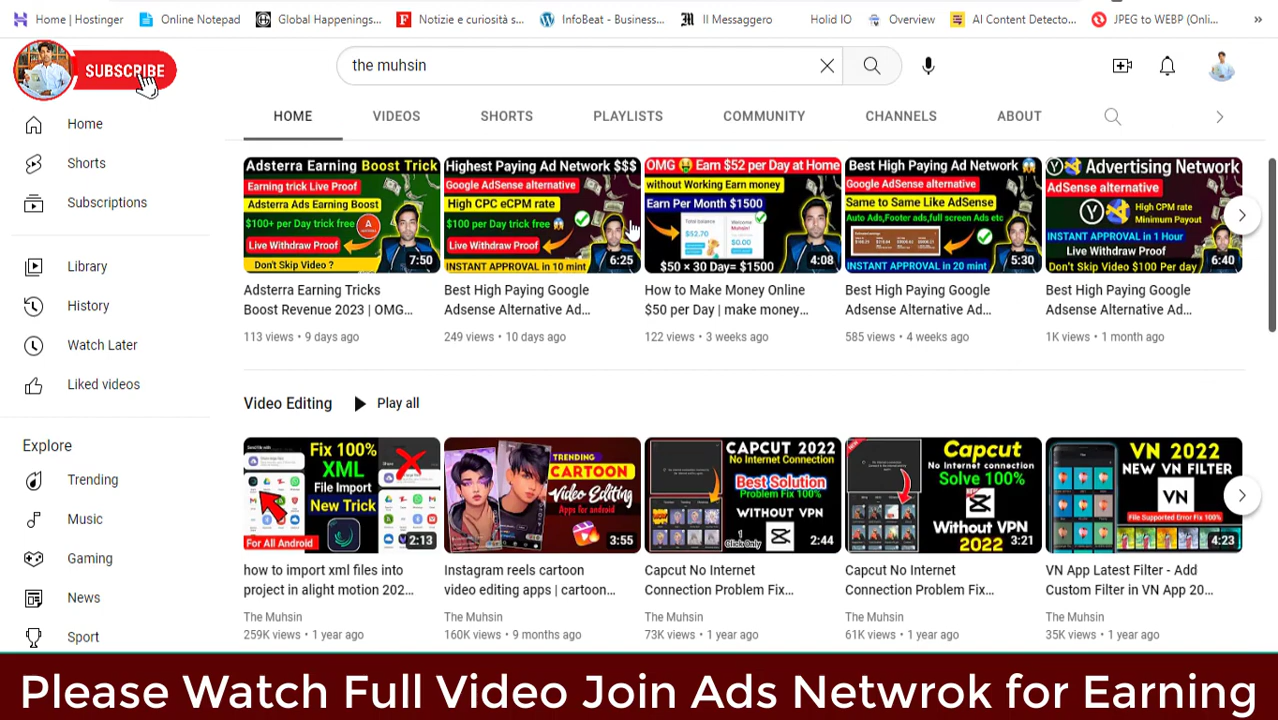 Home | Hostinger
Online Notepad
Global Happenings...
Notizie e curiosità s...
InfoBeat - Business...
Il Messaggero
Holid IO
Overview
AI Content Detecto...
JPEG to WEBP (Onli...
SUBSCRIBE
the muhsin
Home
Shorts
Subscriptions
Library
History
Watch Later
Liked videos
Explore
Trending
Music
Gaming
News
Sport
HOME
VIDEOS
SHORTS
PLAYLISTS
COMMUNITY
CHANNELS
ABOUT
Adsterra Earning Boost Trick
Earning trick Live Proof
Adsterra Ads Earning Boost
$100+ per Day trick free
Live Withdraw Proof
Don't Skip Video ?
7:50
Adsterra Earning Tricks
Boost Revenue 2023 | OMG...
113 views • 9 days ago
Highest Paying Ad Network $$$
Google AdSense alternative
High CPC eCPM rate
$100 per Day trick free
Live Withdraw Proof
INSTANT APPROVAL in 10 mint
6:25
Best High Paying Google
Adsense Alternative Ad...
249 views • 10 days ago
OMG Earn $52 per Day at Home
without Working Earn money
Earn Per Month $1500
$52.70
$0.00
$50 × 30 Days= $1500
4:08
How to Make Money Online
$50 per Day | make money...
122 views • 3 weeks ago
Best High Paying Ad Network
Google AdSense alternative
Same to Same Like AdSense
Auto Ads,Footer ads,full screen Ads etc
INSTANT APPROVAL in 20 mint
5:30
Best High Paying Google
Adsense Alternative Ad...
585 views • 4 weeks ago
Advertising Network
AdSense alternative
High CPM rate
Minimum Payout
INSTANT APPROVAL in 1 Hour
Live Withdraw Proof
Don't Skip Video $100 Per day
6:40
Best High Paying Google
Adsense Alternative Ad...
1K views • 1 month ago
Video Editing
Play all
Fix 100%
XML
File Import
New Trick
For All Android
2:13
how to import xml files into
project in alight motion 202...
The Muhsin
259K views • 1 year ago
TRENDING
CARTOON
Video Editing
Apps for android
3:55
Instagram reels cartoon
video editing apps | cartoon...
The Muhsin
160K views • 9 months ago
CAPCUT 2022
No Internet Connection
Best Solution
Problem Fix 100%
WITHOUT VPN
1 Click Only
2:44
Capcut No Internet
Connection Problem Fix...
The Muhsin
73K views • 1 year ago
Capcut
No Internet connection
Solve 100%
Without VPN
2022
3:21
Capcut No Internet
Connection Problem Fix...
The Muhsin
61K views • 1 year ago
VN 2022
NEW VN FILTER
VN
File Supported Error Fix 100%
4:23
VN App Latest Filter - Add
Custom Filter in VN App 20...
The Muhsin
35K views • 1 year ago
Please Watch Full Video Join Ads Netwrok for Earning